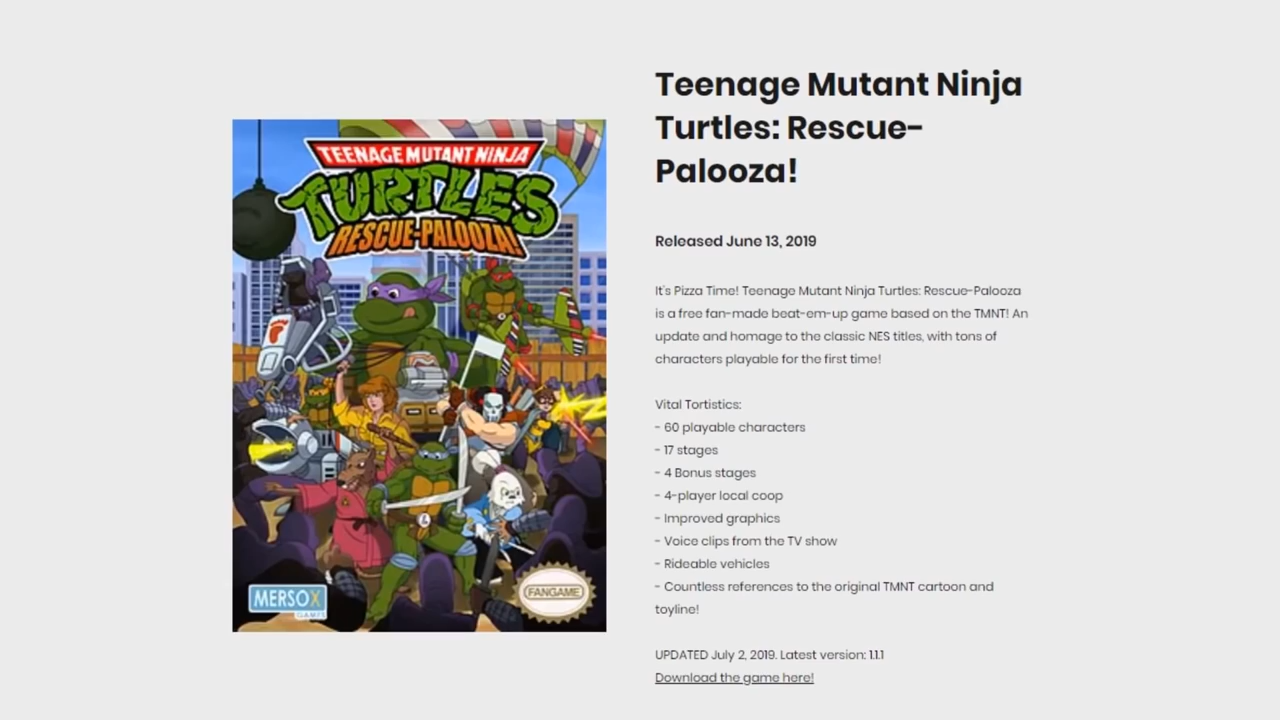 TEENAGE MUTANT NINJA
TURTLES
RESCUE-PALOOZA!
MERSOX
GAMES
FANGAME
Teenage Mutant Ninja
Turtles: Rescue-
Palooza!
Released June 13, 2019
It's Pizza Time! Teenage Mutant Ninja Turtles: Rescue-Palooza
is a free fan-made beat-em-up game based on the TMNT! An
update and homage to the classic NES titles, with tons of
characters playable for the first time!
Vital Tortistics:
- 60 playable characters
- 17 stages
- 4 Bonus stages
- 4-player local coop
- Improved graphics
- Voice clips from the TV show
- Rideable vehicles
- Countless references to the original TMNT cartoon and
toyline!
UPDATED July 2, 2019. Latest version: 1.1.1
Download the game here!